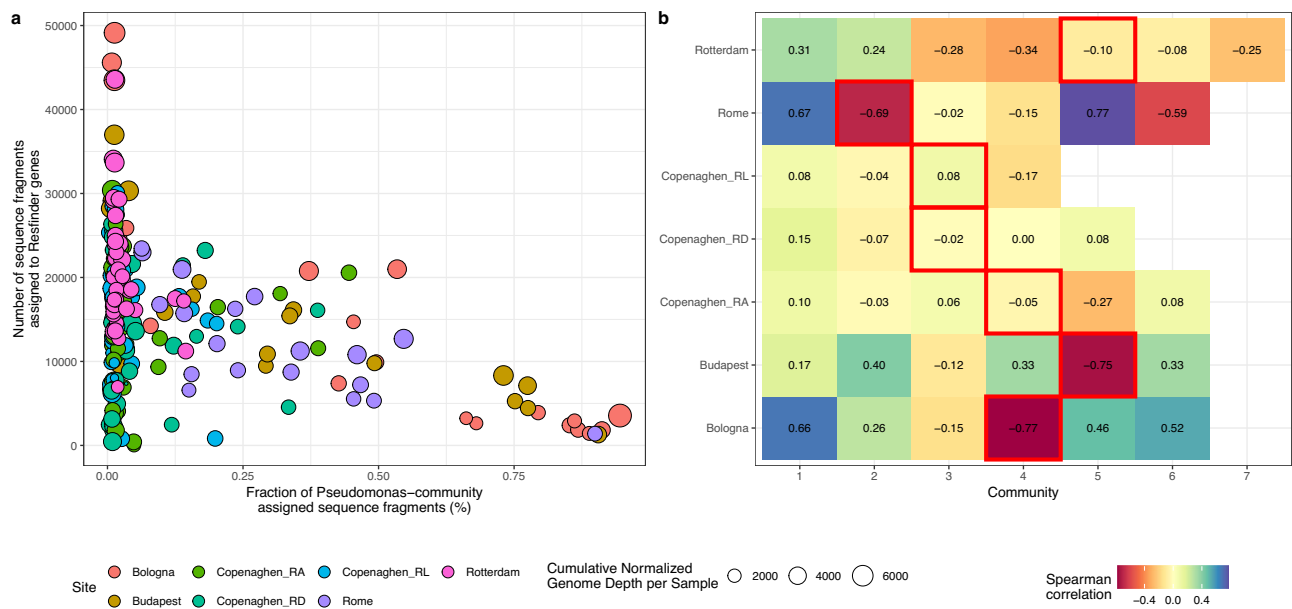 a
50000
40000
30000
20000
10000
0
Number of sequence fragments
assigned to Resfinder genes
0.00 0.25 0.50 0.75
Fraction of Pseudomonas−community
assigned sequence fragments (%)
b
Rotterdam 0.31 0.24 −0.28 −0.34 −0.10 −0.08 −0.25
Rome 0.67 −0.69 −0.02 −0.15 0.77 −0.59
Copenaghen_RL 0.08 −0.04 0.08 −0.17
Copenaghen_RD 0.15 −0.07 −0.02 0.00 0.08
Copenaghen_RA 0.10 −0.03 0.06 −0.05 −0.27 0.08
Budapest 0.17 0.40 −0.12 0.33 −0.75 0.33
Bologna 0.66 0.26 −0.15 −0.77 0.46 0.52
1 2 3 4 5 6 7
Community
Site
Bologna Copenaghen_RA Copenaghen_RL Rotterdam
Budapest Copenaghen_RD Rome
Cumulative Normalized
Genome Depth per Sample
2000 4000 6000
Spearman
correlation
−0.4 0.0 0.4